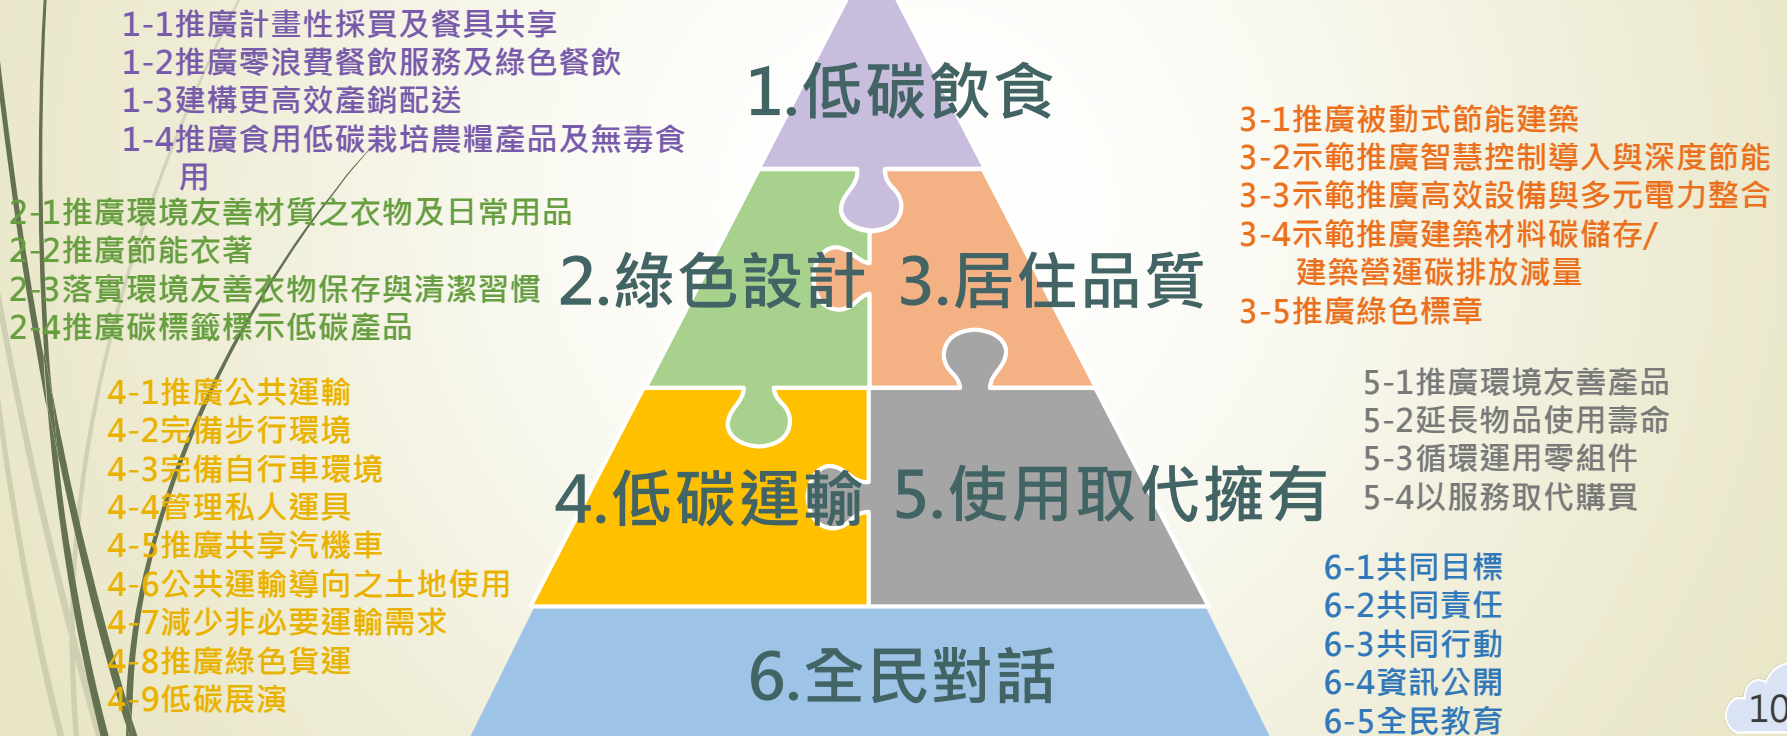 1-1推廣計畫性採買及餐具共享
1-2推廣零浪費餐飲服務及綠色餐飲
1-3建構更高效產銷配送
1-4推廣食用低碳栽培農糧產品及無毒食
用
2-1推廣環境友善材質之衣物及日常用品
2-2推廣節能衣著
2-3落實環境友善衣物保存與清潔習慣
2-4推廣碳標籤標示低碳產品
4-1推廣公共運輸
4-2完備步行環境
4-3完備自行車環境
4-4管理私人運具
4-5推廣共享汽機車
4-6公共運輸導向之土地使用
4-7減少非必要運輸需求
4-8推廣綠色貨運
4-9低碳展演
1.低碳飲食
2.綠色設計
3.居住品質
4.低碳運輸
5.使用取代擁有
6.全民對話
3-1推廣被動式節能建築
3-2示範推廣智慧控制導入與深度節能
3-3示範推廣高效設備與多元電力整合
3-4示範推廣建築材料碳儲存/
建築營運碳排放減量
3-5推廣綠色標章
5-1推廣環境友善產品
5-2延長物品使用壽命
5-3循環運用零組件
5-4以服務取代購買
6-1共同目標
6-2共同責任
6-3共同行動
6-4資訊公開
6-5全民教育
10